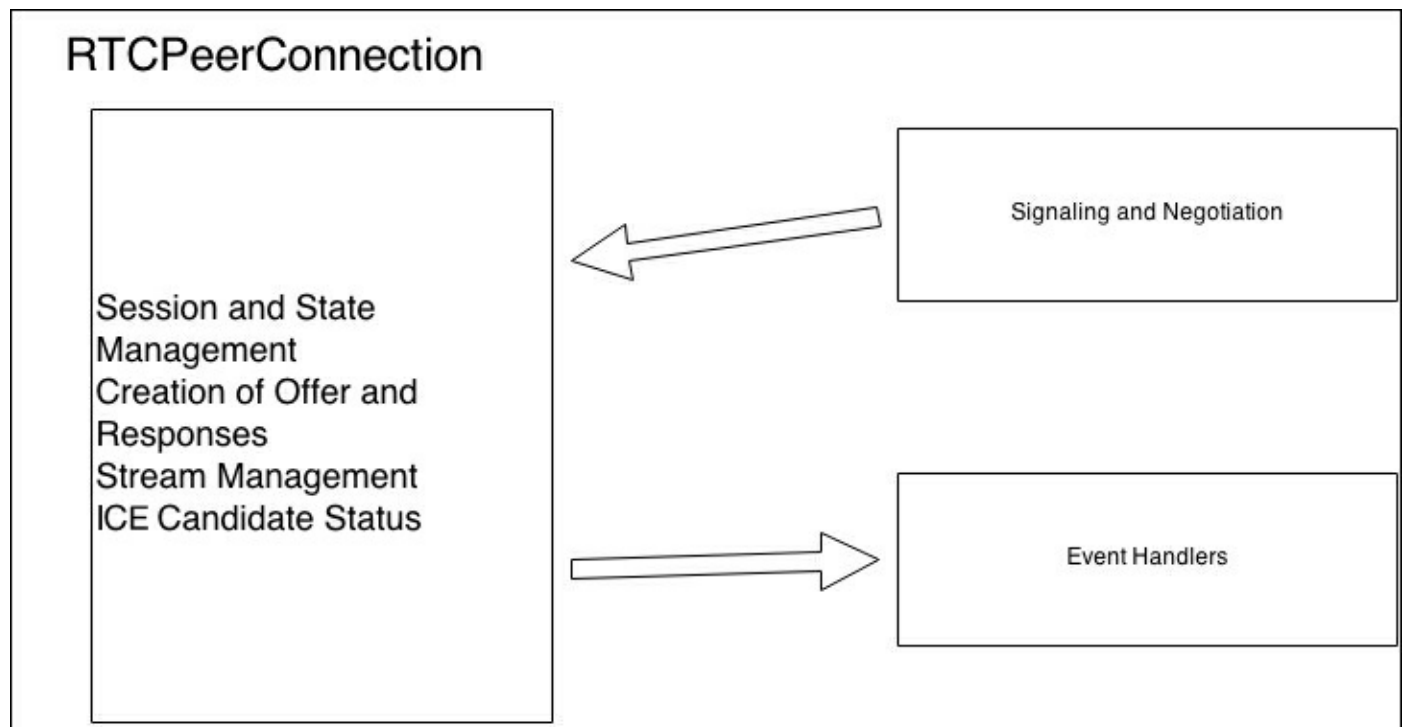 RTCPeerConnection
Session and State
Management
Creation of Offer and
Responses
Stream Management
ICE Candidate Status
Signaling and Negotiation
Event Handlers